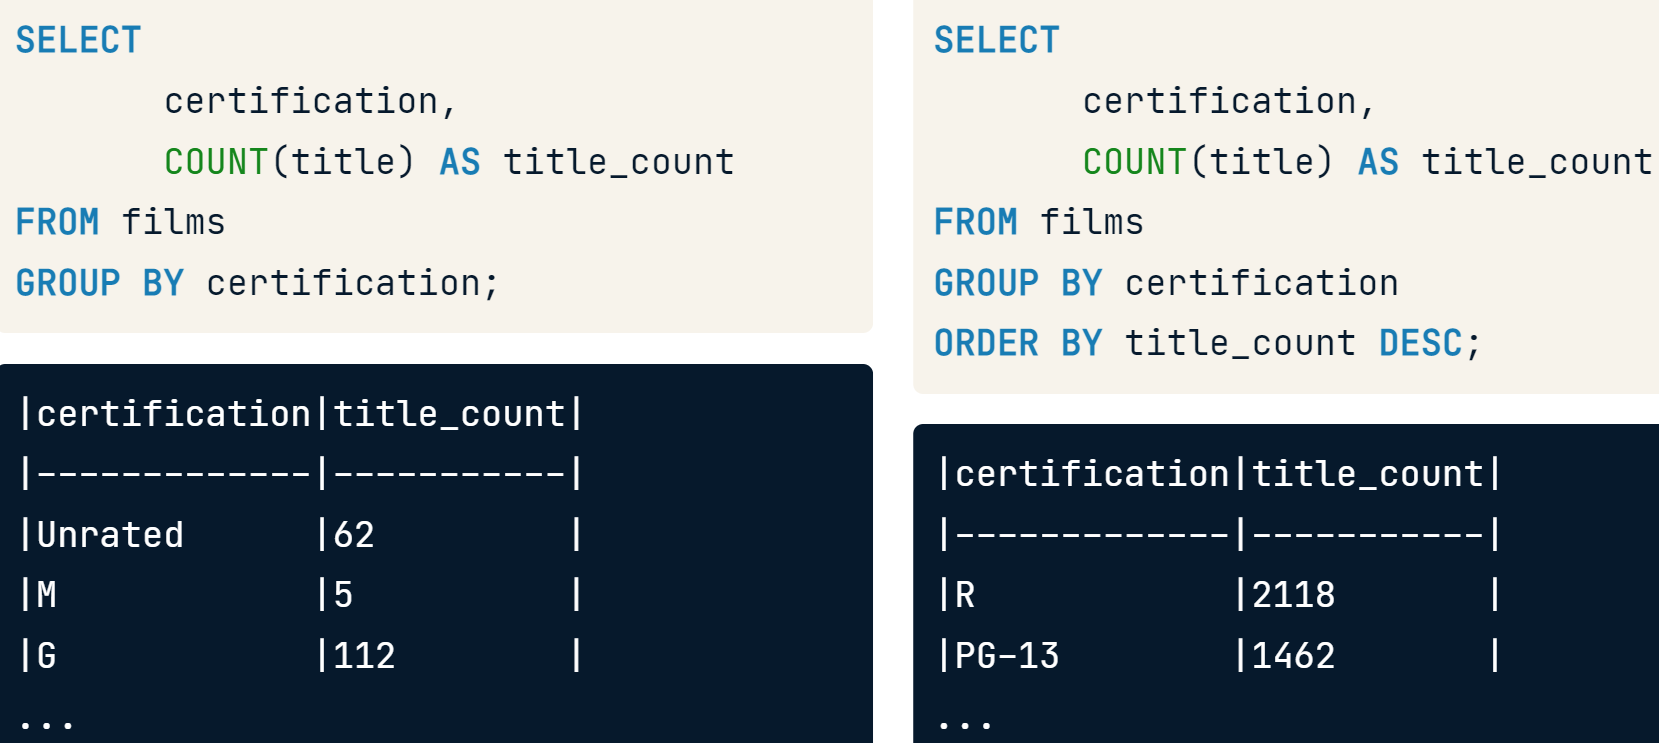 SELECT
certification,
COUNT(title) AS title_count
FROM films
GROUP BY certification;
|certification|title_count|
|-------------|-----------|
|Unrated      |62         |
|M            |5          |
|G            |112        |
...
SELECT
certification,
COUNT(title) AS title_count
FROM films
GROUP BY certification
ORDER BY title_count DESC;
|certification|title_count|
|-------------|-----------|
|R            |2118       |
|PG-13        |1462       |
...